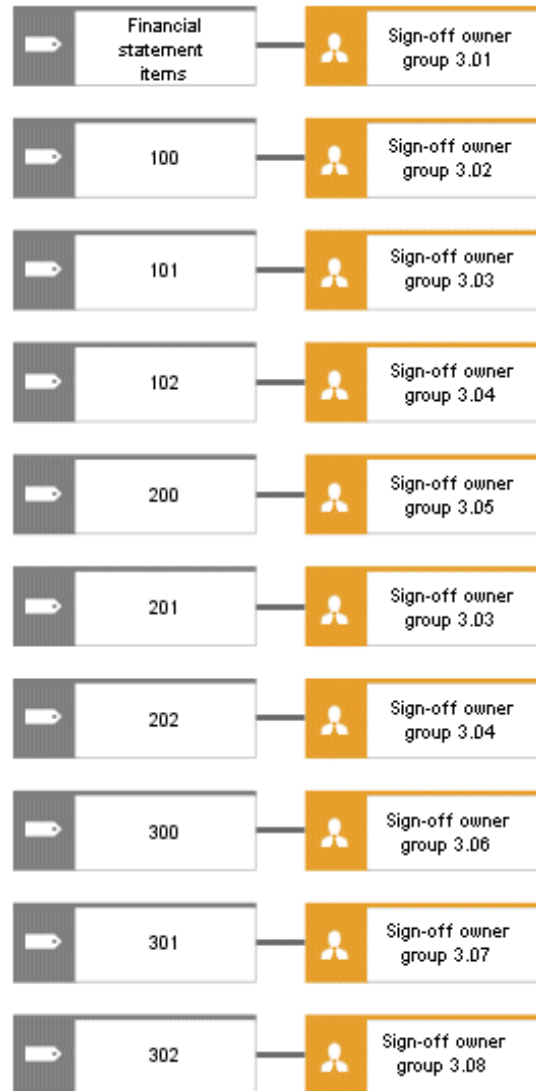 Financial
statement
items
Sign-off owner
group 3.01
100
Sign-off owner
group 3.02
101
Sign-off owner
group 3.03
102
Sign-off owner
group 3.04
200
Sign-off owner
group 3.05
201
Sign-off owner
group 3.03
202
Sign-off owner
group 3.04
300
Sign-off owner
group 3.06
301
Sign-off owner
group 3.07
302
Sign-off owner
group 3.08